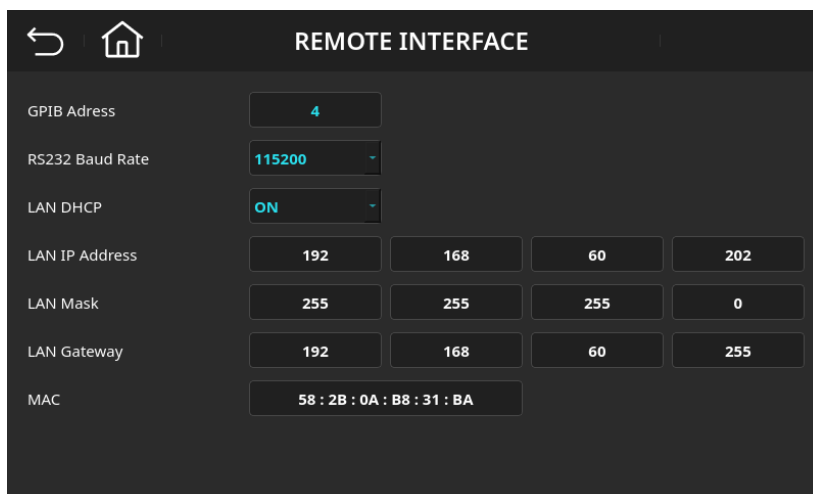 REMOTE INTERFACE
GPIB Adress 4
RS232 Baud Rate 115200
LAN DHCP ON
LAN IP Address 192 168 60 202
LAN Mask 255 255 255 0
LAN Gateway 192 168 60 255
MAC 58 : 2B : 0A : B8 : 31 : BA